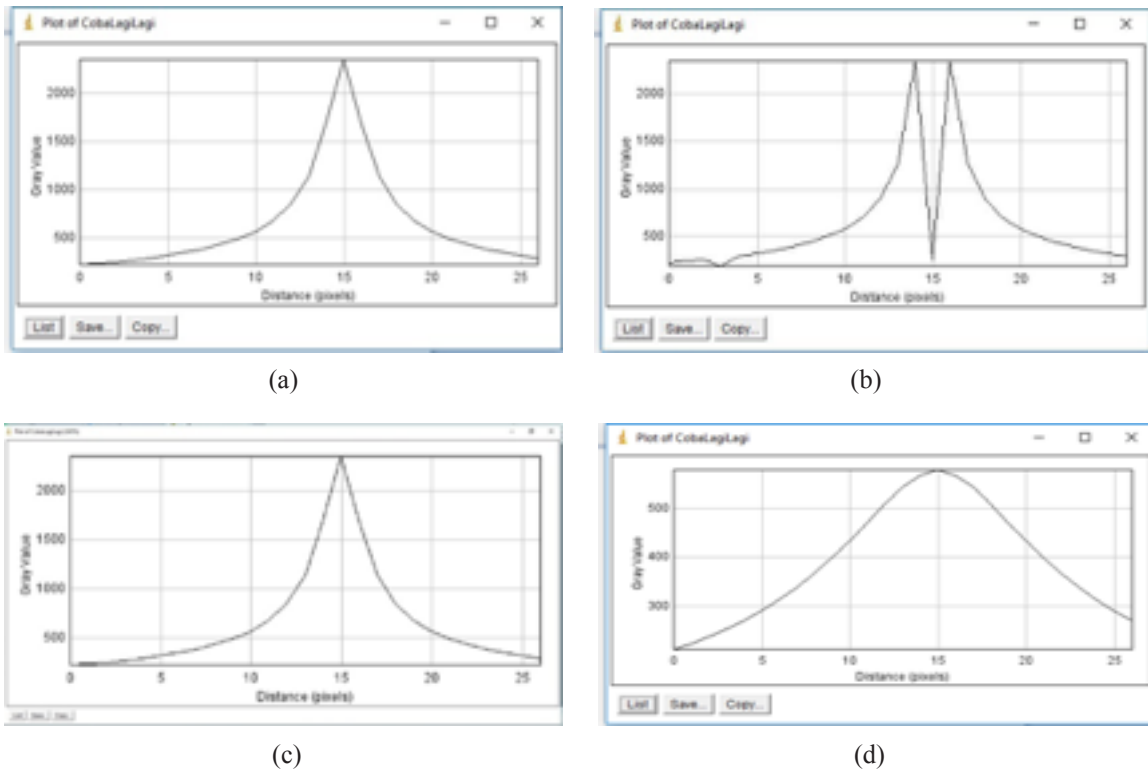 Plot of CobaLagiLagi
2000
1500
1000
500
Gray Value
0 5 10 15 20 25
Distance (pixels)
List Save... Copy...
(a)
Plot of CobaLagiLagi
2000
1500
1000
500
Gray Value
0 5 10 15 20 25
Distance (pixels)
List Save... Copy...
(b)
2000
1500
1000
500
Gray Value
0 5 10 15 20 25
Distance (pixels)
(c)
Plot of CobaLagiLagi
500
400
300
Gray Value
0 5 10 15 20 25
Distance (pixels)
List Save... Copy...
(d)